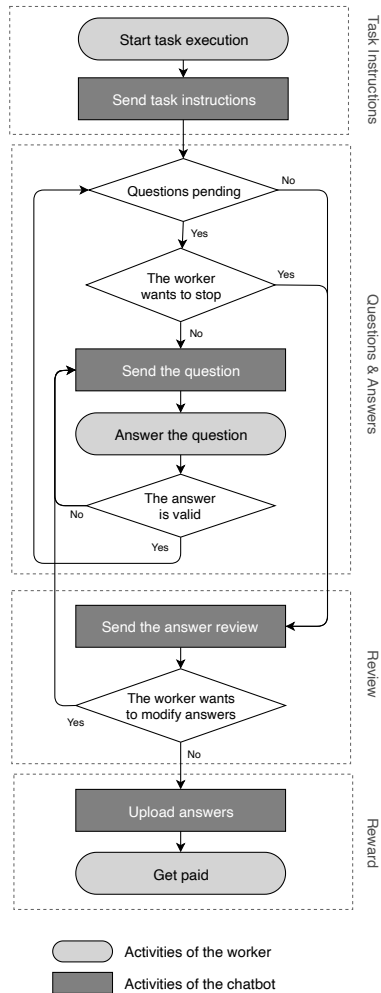 Task Instructions
Start task execution
Send task instructions
Questions & Answers
Questions pending
No
Yes
The worker
wants to stop
Yes
No
Send the question
Answer the question
The answer
is valid
No
Yes
Review
Send the answer review
The worker wants
to modify answers
Yes
No
Reward
Upload answers
Get paid
Activities of the worker
Activities of the chatbot